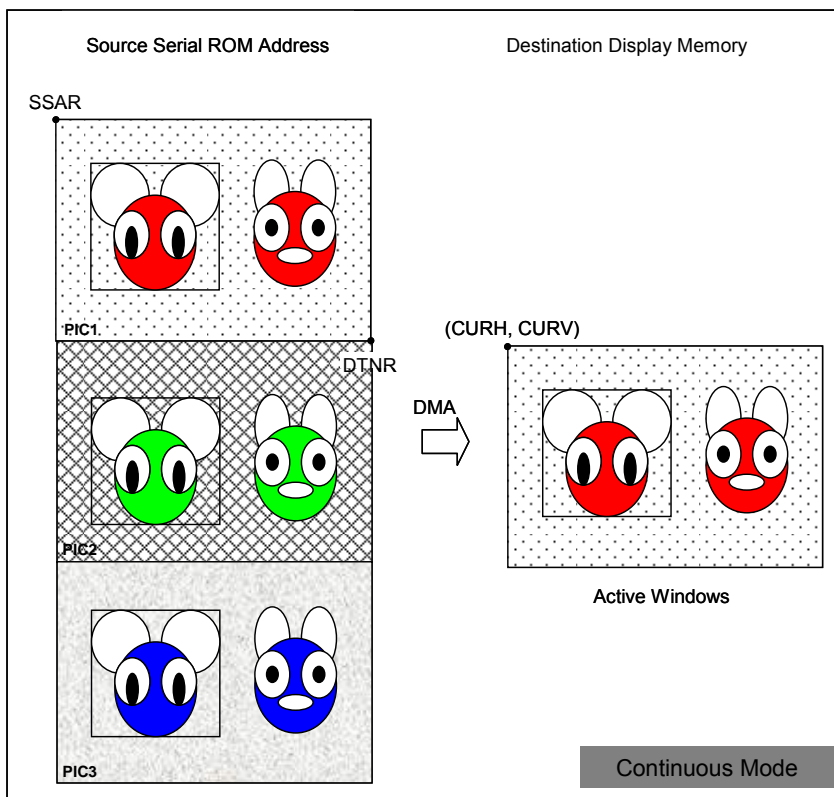 Source Serial ROM Address
Destination Display Memory
SSAR
PIC1.
(CURH, CURV)
DTNR
DMA
PIC2
Active Windows
PIC3
Continuous Mode